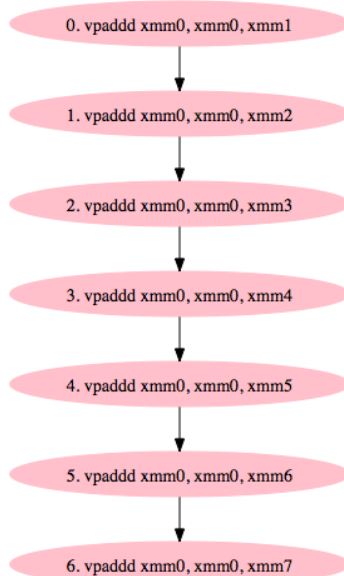 0. vpaddd xmm0, xmm0, xmm1
1. vpaddd xmm0, xmm0, xmm2
2. vpaddd xmm0, xmm0, xmm3
3. vpaddd xmm0, xmm0, xmm4
4. vpaddd xmm0, xmm0, xmm5
5. vpaddd xmm0, xmm0, xmm6
6. vpaddd xmm0, xmm0, xmm7